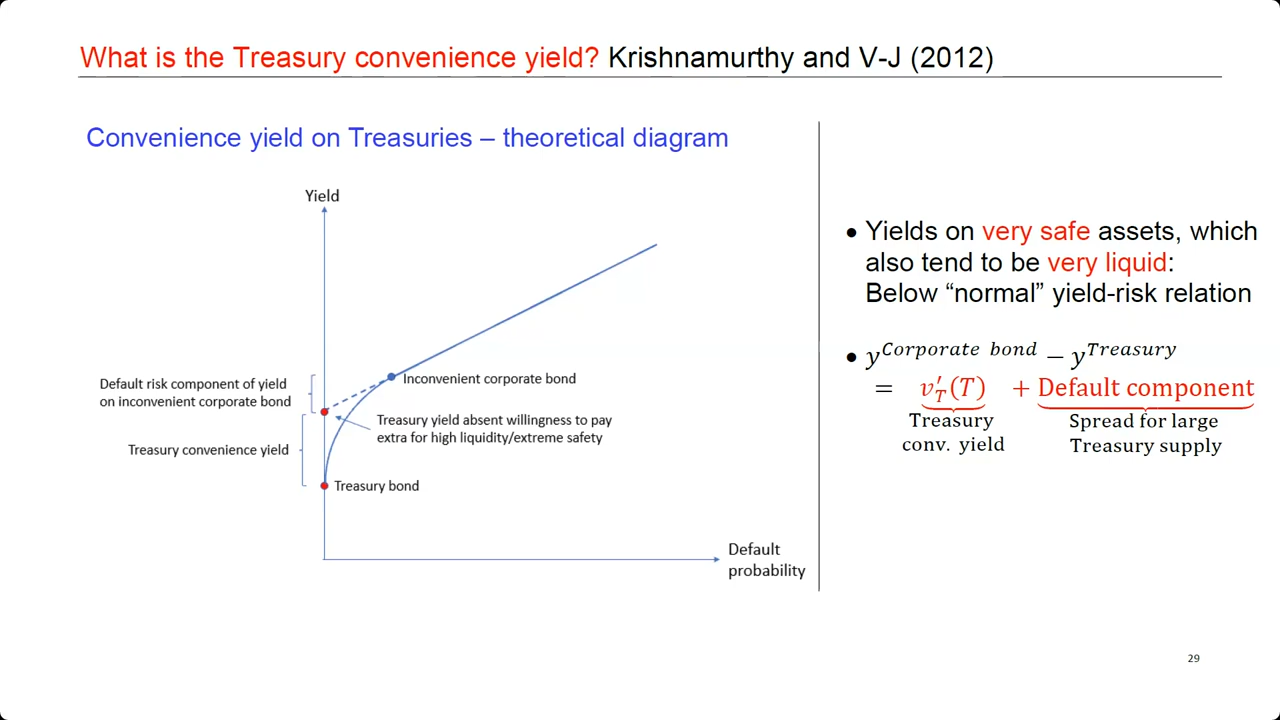 What is the Treasury convenience yield? Krishnamurthy and V-J (2012)
Convenience yield on Treasuries – theoretical diagram
Yield
Default risk component of yield
on inconvenient corporate bond
Inconvenient corporate bond
Treasury yield absent willingness to pay
extra for high liquidity/extreme safety
Treasury convenience yield
Treasury bond
Default
probability
• Yields on very safe assets, which
also tend to be very liquid:
Below “normal” yield-risk relation
• y^{Corporate bond} − y^{Treasury}
= v′_T(T) + Default component
Treasury
conv. yield
Spread for large
Treasury supply
29